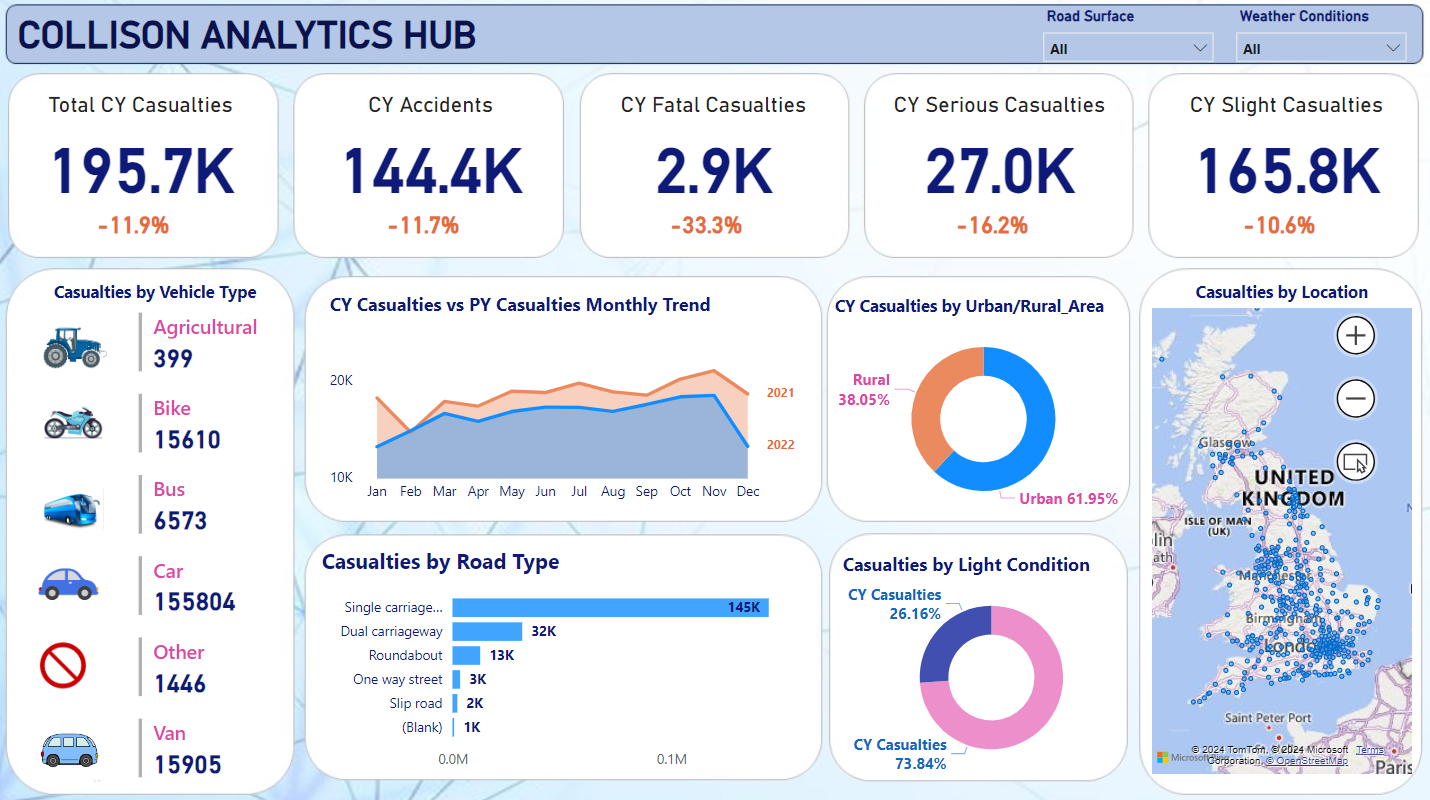 COLLISON ANALYTICS HUB
Road Surface
All
Weather Conditions
All
Total CY Casualties
195.7K
-11.9%
CY Accidents
144.4K
-11.7%
CY Fatal Casualties
2.9K
-33.3%
CY Serious Casualties
27.0K
-16.2%
CY Slight Casualties
165.8K
-10.6%
Casualties by Vehicle Type
Agricultural
399
Bike
15610
Bus
6573
Car
155804
Other
1446
Van
15905
CY Casualties vs PY Casualties Monthly Trend
20K
10K
2021
2022
Jan Feb Mar Apr May Jun Jul Aug Sep Oct Nov Dec
CY Casualties by Urban/Rural_Area
Rural
38.05%
Urban 61.95%
Casualties by Road Type
Single carriage... 145K
Dual carriageway 32K
Roundabout 13K
One way street 3K
Slip road 2K
(Blank) 1K
0.0M 0.1M
Casualties by Light Condition
CY Casualties
26.16%
CY Casualties
73.84%
Casualties by Location
Glasgow
UNITED
KINGDOM
ISLE OF MAN
(UK)
lin
ath
Manchester
Birmingham
London
Saint Peter Port
© 2024 TomTom, © 2024 Microsoft Terms
Microsoft Corporation, © OpenStreetMap
Paris